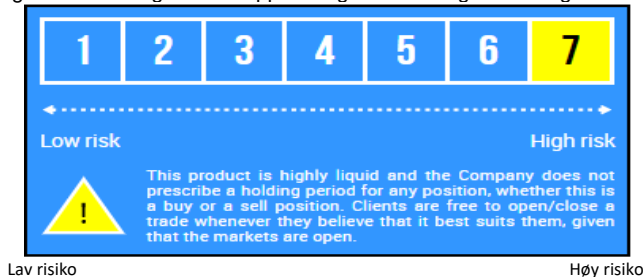 1 2 3 4 5 6 7
Low risk High risk
This product is highly liquid and the Company does not
prescribe a holding period for any position, whether this is
a buy or a sell position. Clients are free to open/close a
trade whenever they believe that it best suits them, given
that the markets are open.
!
Lav risiko Høy risiko